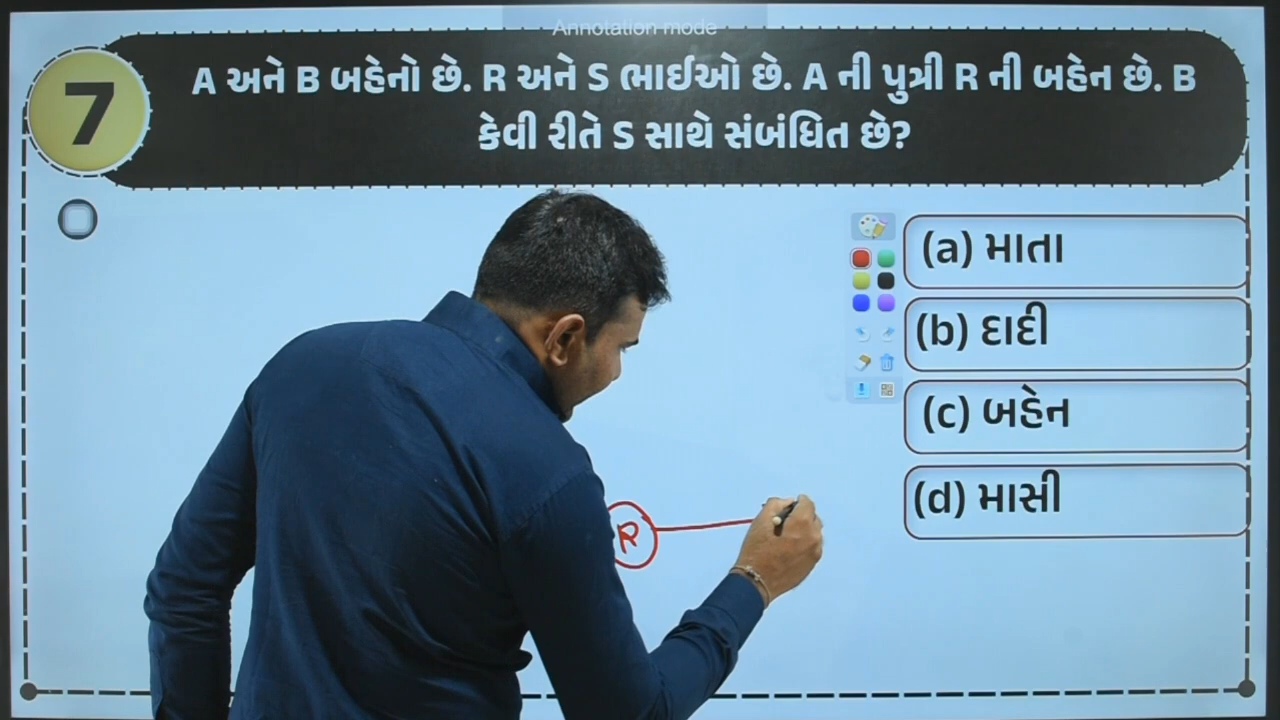 Annotation mode
7
A અને B બહેનો છે. R અને S ભાઈઓ છે. A ની પુત્રી R ની બહેન છે. B
કેવી રીતે S સાથે સંબંધિત છે?
(a) માતા
(b) દાદી
(c) બહેન
(d) માસી
R